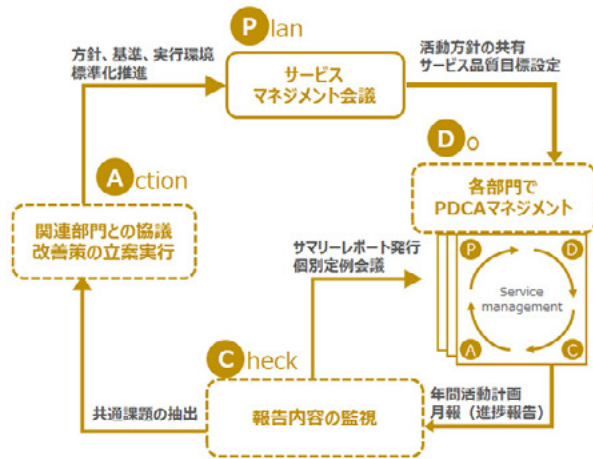 Plan
方針、基準、実行環境
標準化推進
サービス
マネジメント会議
活動方針の共有
サービス品質目標設定
Do
各部門で
PDCAマネジメント
P
D
Service
management
A
C
Action
関連部門との協議
改善策の立案実行
サマリーレポート発行
個別定例会議
Check
報告内容の監視
年間活動計画
月報（進捗報告）
共通課題の抽出